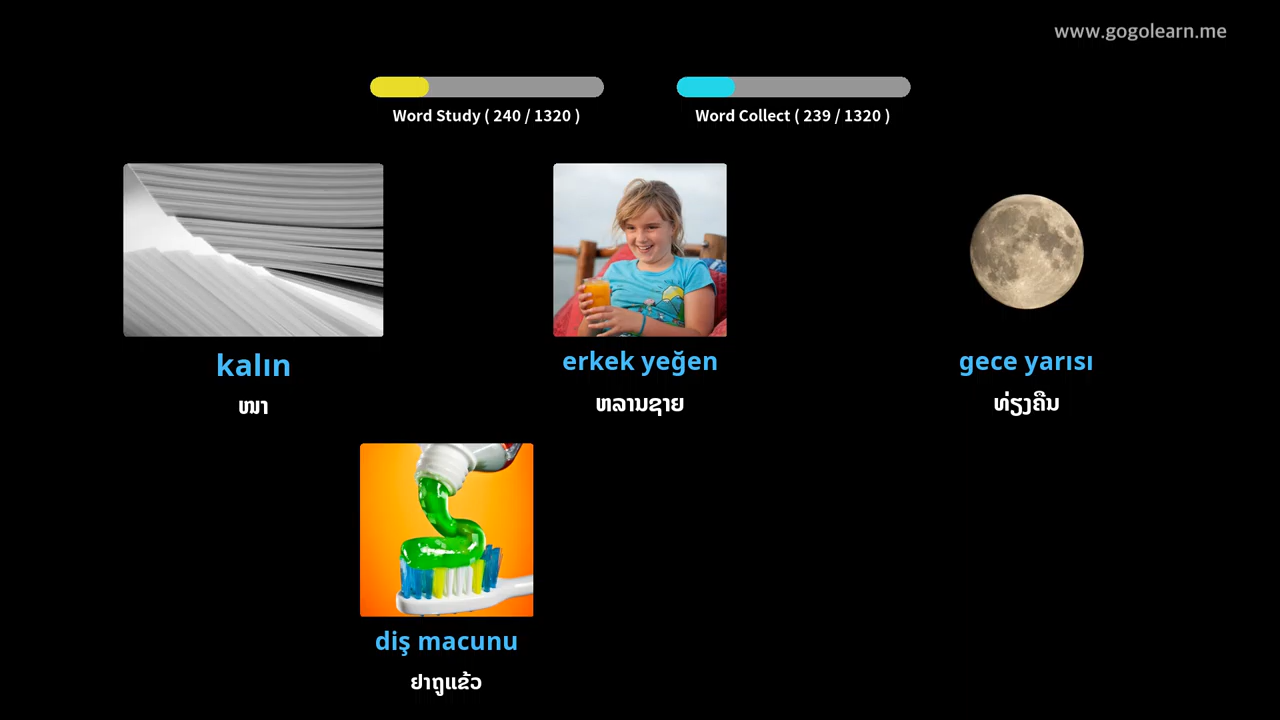 www.gogolearn.me
Word Study ( 240 / 1320 )
Word Collect ( 239 / 1320 )
kalın
ໜາ
erkek yeğen
ຫລານຊາຍ
gece yarısı
ທ່ຽງຄືນ
diş macunu
ຢາຖູແຂ້ວ